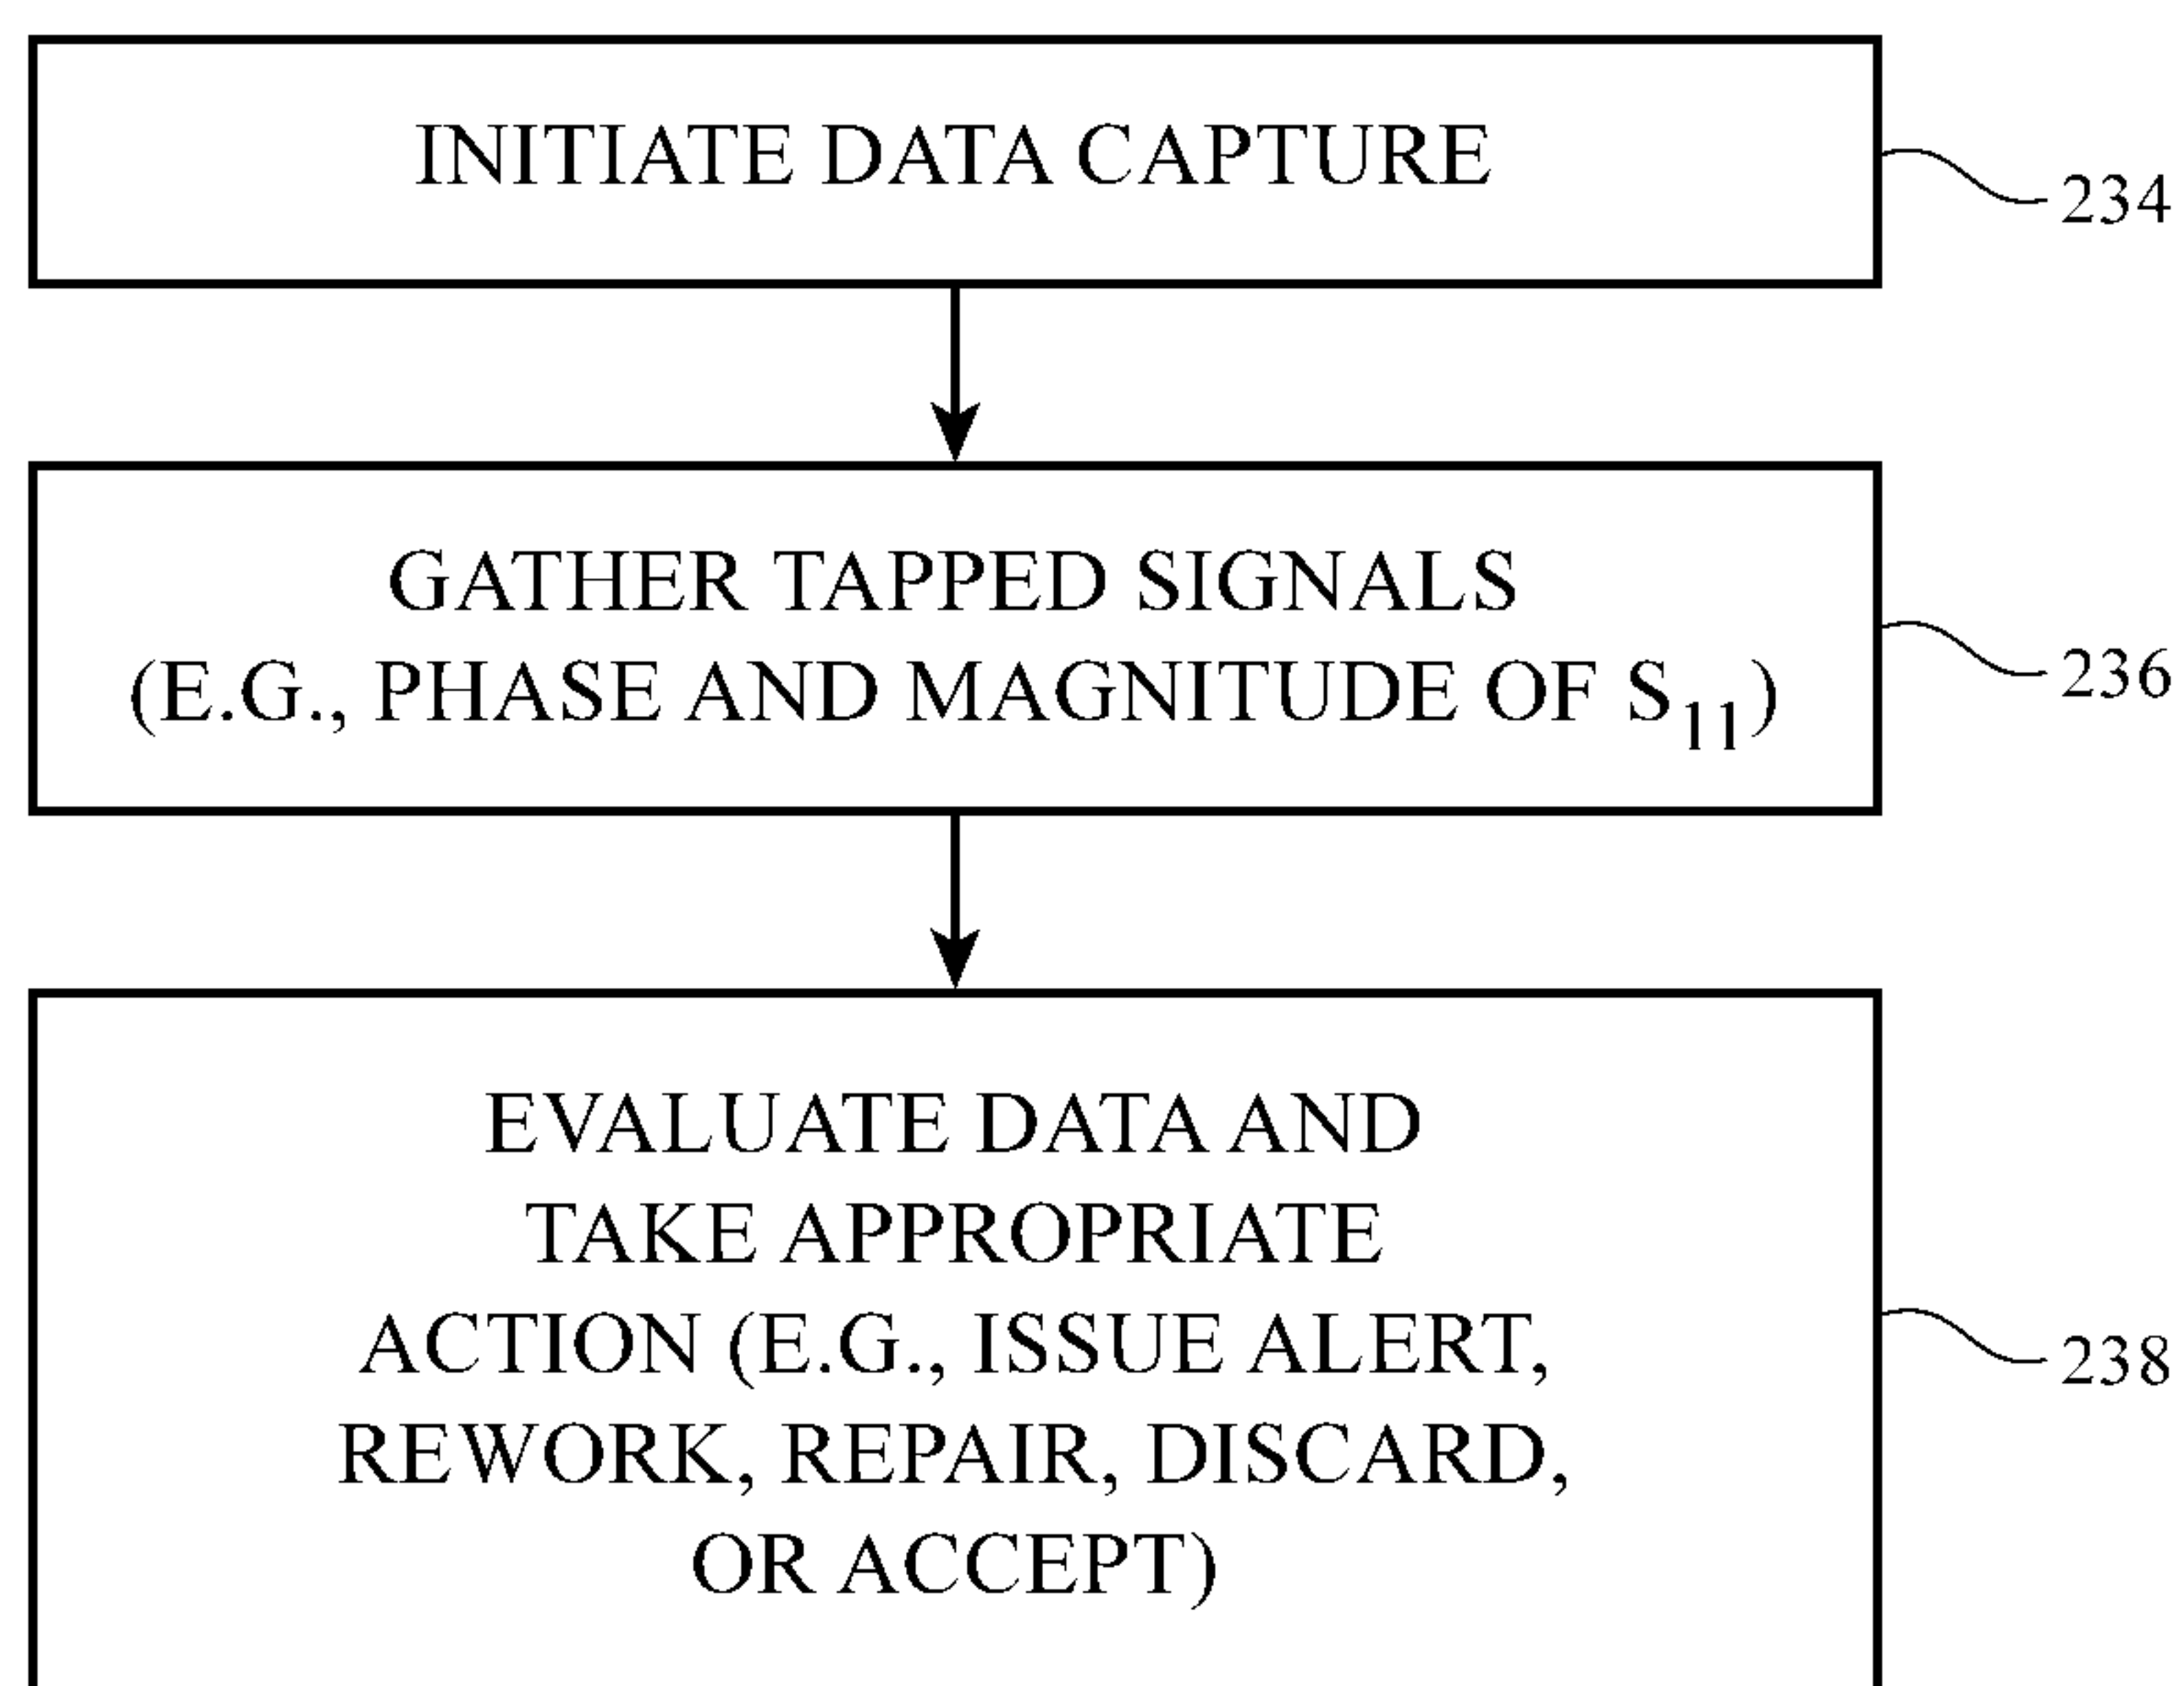 INITIATE DATA CAPTURE
234
GATHER TAPPED SIGNALS
(E.G., PHASE AND MAGNITUDE OF S₁₁)
236
EVALUATE DATA AND
TAKE APPROPRIATE
ACTION (E.G., ISSUE ALERT,
REWORK, REPAIR, DISCARD,
OR ACCEPT)
238